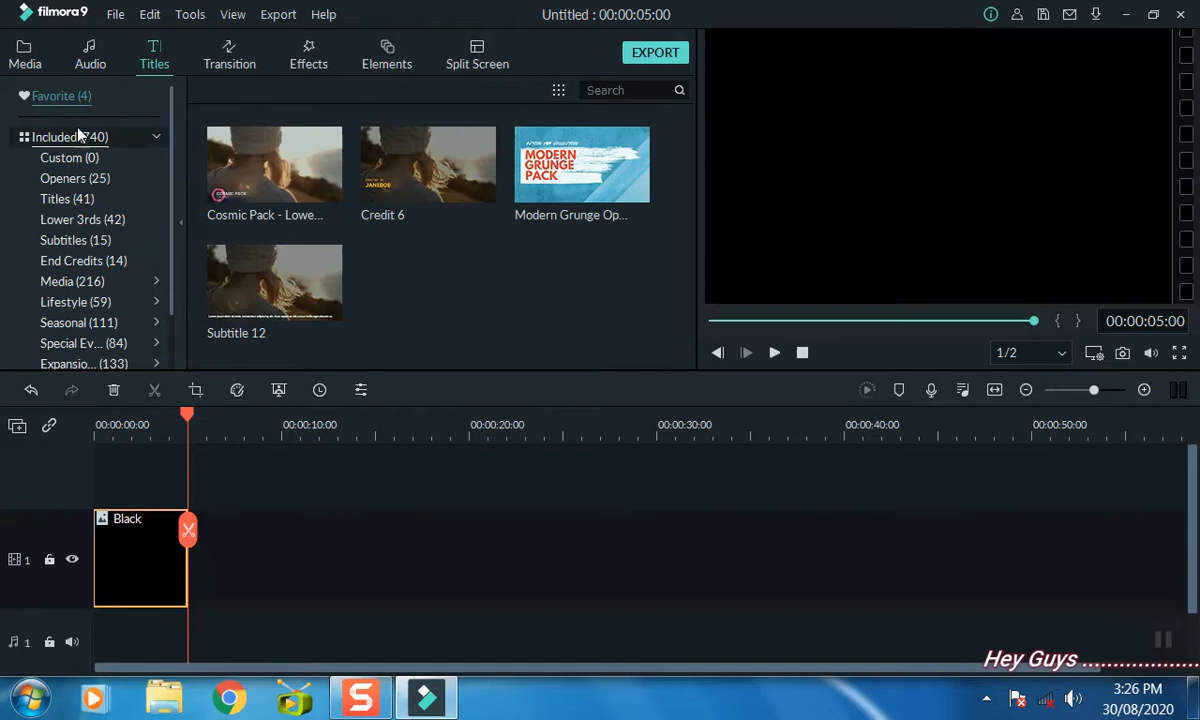 filmora9 File Edit Tools View Export Help Untitled : 00:00:05:00
Media Audio Titles Transition Effects Elements Split Screen EXPORT
Favorite (4)
Search
Included (740)
Custom (0)
Openers (25)
Titles (41)
Lower 3rds (42)
Subtitles (15)
End Credits (14)
Media (216)
Lifestyle (59)
Seasonal (111)
Special Ev... (84)
Expansio... (133)
COSMIC PACK
JANEBOB
MODERN
GRUNGE
PACK
Cosmic Pack - Lowe...
Credit 6
Modern Grunge Op...
Subtitle 12
00:00:05:00
1/2
00:00:00:00 00:00:10:00 00:00:20:00 00:00:30:00 00:00:40:00 00:00:50:00
Black
1
1
Hey Guys ..................
3:26 PM
30/08/2020